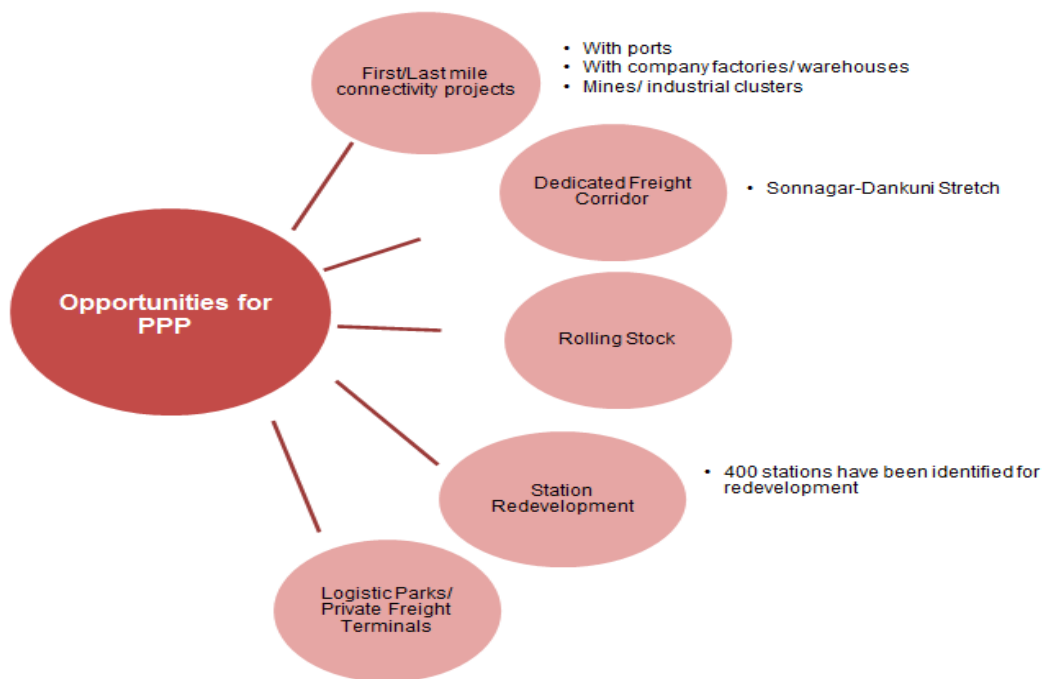 First/Last mile
connectivity projects
• With ports
• With company factories/ warehouses
• Mines/ industrial clusters
Dedicated Freight
Corridor
• Sonnagar-Dankuni Stretch
Opportunities for
PPP
Rolling Stock
Station
Redevelopment
• 400 stations have been identified for
redevelopment
Logistic Parks/
Private Freight
Terminals